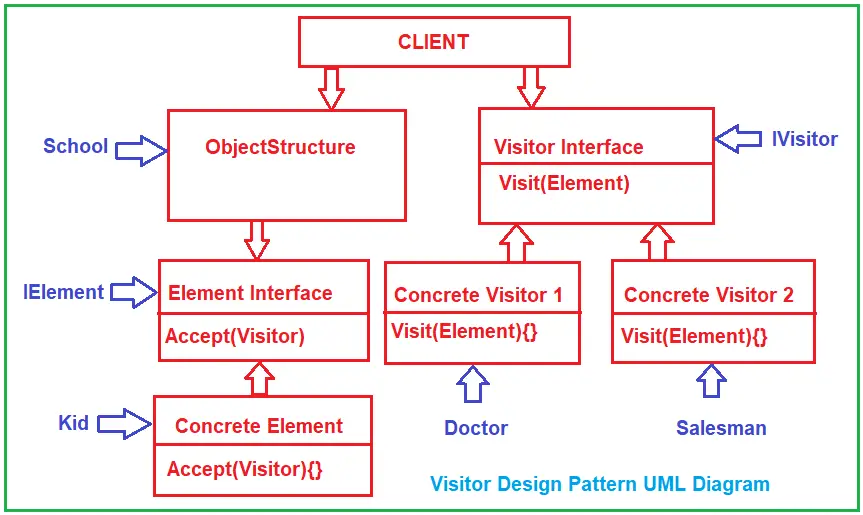 CLIENT
School
ObjectStructure
Visitor Interface
IVisitor
Visit(Element)
IElement
Element Interface
Accept(Visitor)
Concrete Visitor 1
Visit(Element){}
Concrete Visitor 2
Visit(Element){}
Kid
Concrete Element
Accept(Visitor){}
Doctor
Salesman
Visitor Design Pattern UML Diagram